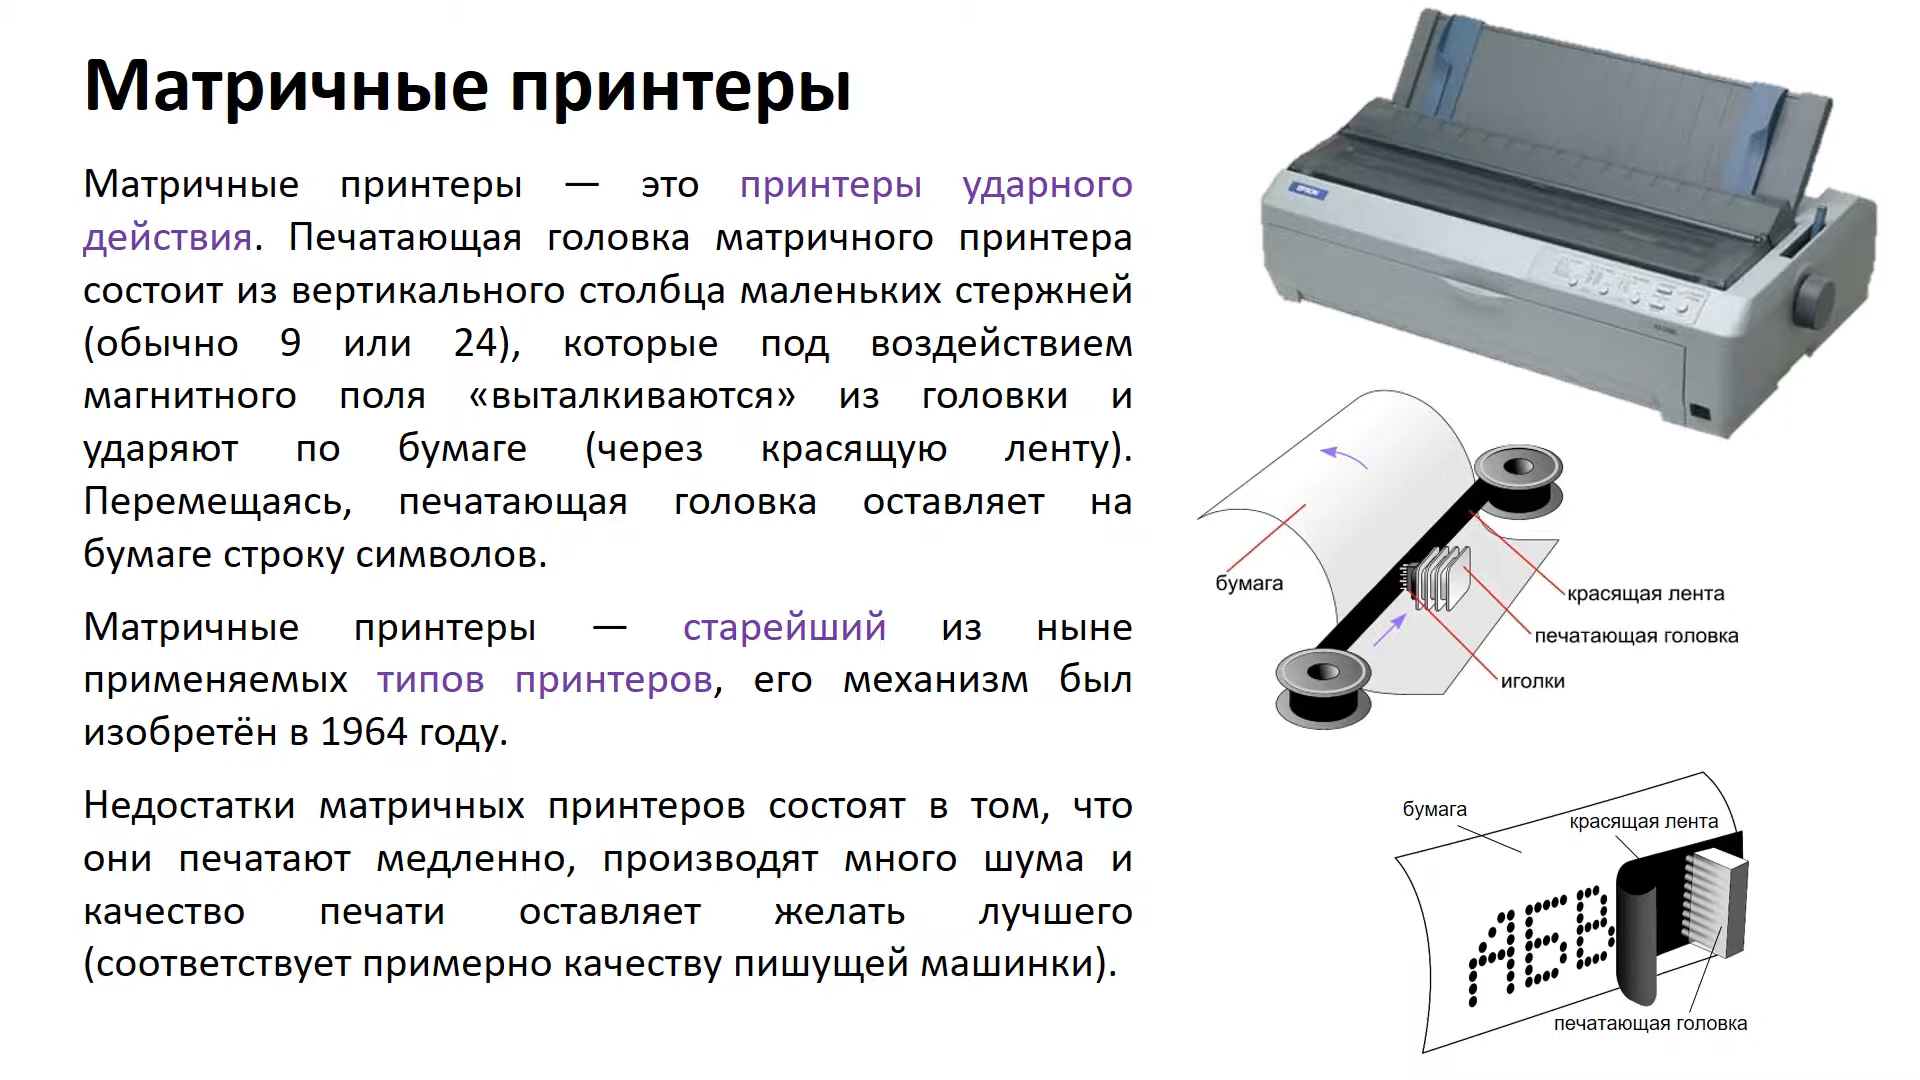 Матричные принтеры
Матричные принтеры — это принтеры ударного
действия. Печатающая головка матричного принтера
состоит из вертикального столбца маленьких стержней
(обычно 9 или 24), которые под воздействием
магнитного поля «выталкиваются» из головки и
ударяют по бумаге (через красящую ленту).
Перемещаясь, печатающая головка оставляет на
бумаге строку символов.
Матричные принтеры — старейший из ныне
применяемых типов принтеров, его механизм был
изобретён в 1964 году.
Недостатки матричных принтеров состоят в том, что
они печатают медленно, производят много шума и
качество печати оставляет желать лучшего
(соответствует примерно качеству пишущей машинки).
EPSON
бумага
красящая лента
печатающая головка
иголки
бумага
красящая лента
АБВ
печатающая головка